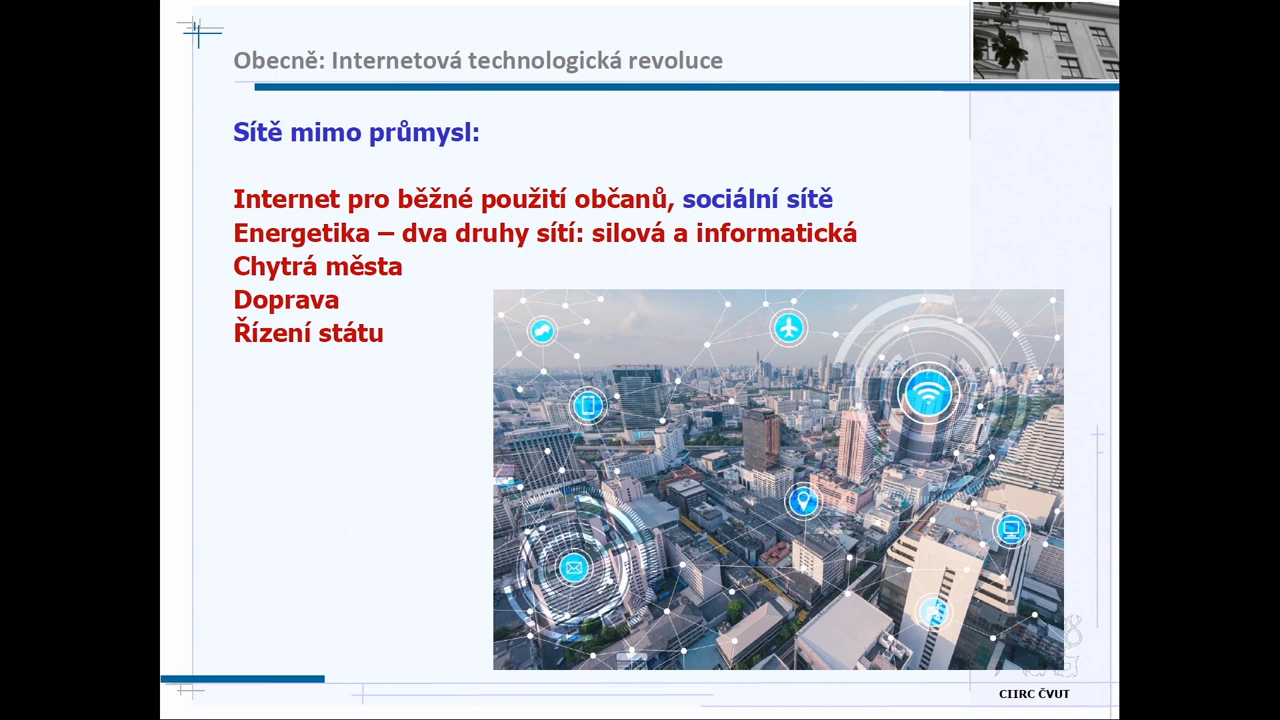 Obecně: Internetová technologická revoluce
Sítě mimo průmysl:
Internet pro běžné použití občanů, sociální sítě
Energetika – dva druhy sítí: silová a informatická
Chytrá města
Doprava
Řízení státu
CIIRC ČVUT